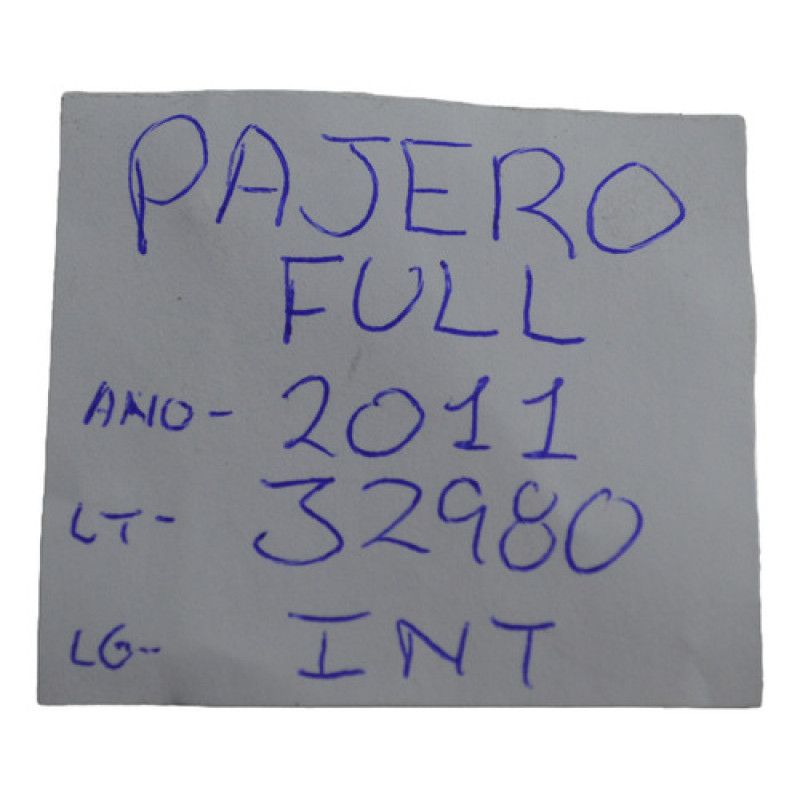 PAJERO
FULL
ANO- 2011
LT- 32980
LG-- INT